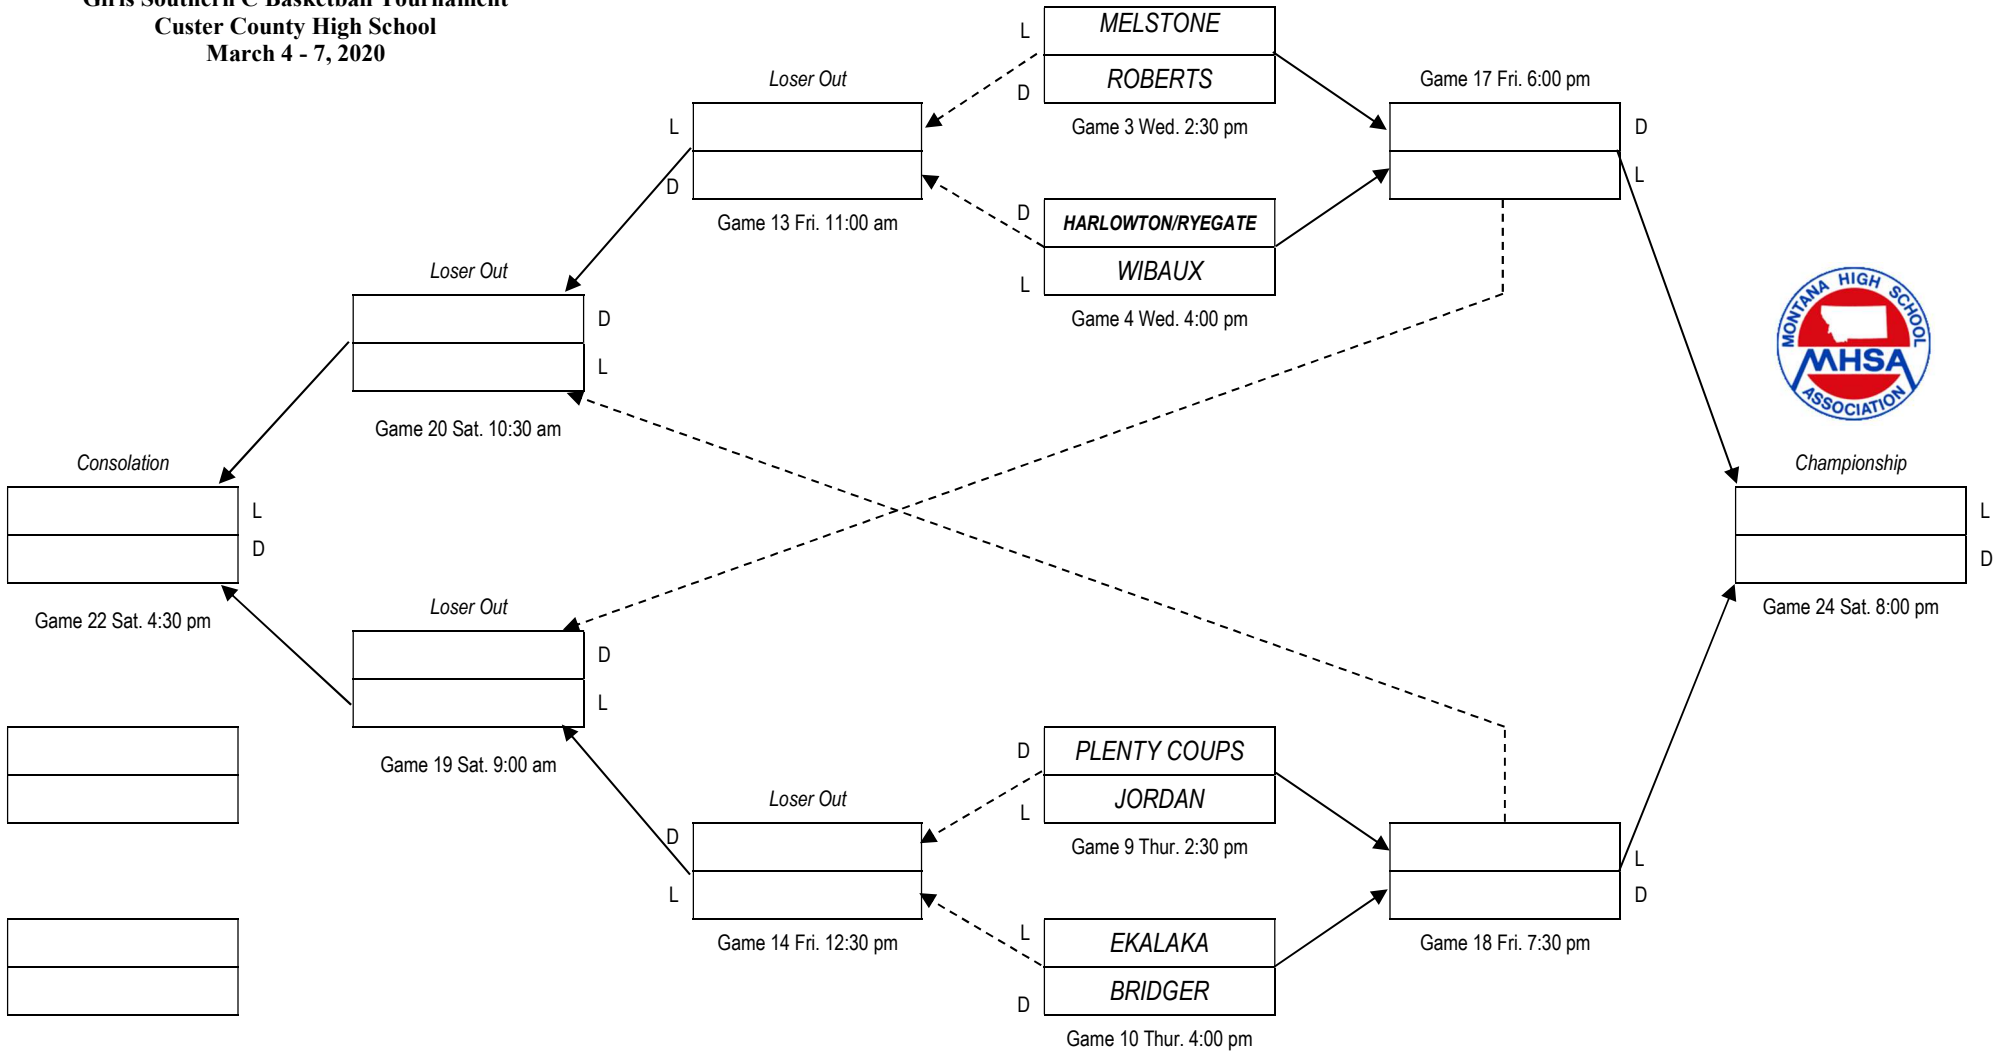 Girls Southern C Basketball Tournament
Custer County High School
March 4 - 7, 2020
L
MELSTONE
D
ROBERTS
Game 3 Wed. 2:30 pm
Loser Out
L
D
Game 13 Fri. 11:00 am
Game 17 Fri. 6:00 pm
D
L
D
HARLOWTON/RYEGATE
L
WIBAUX
Game 4 Wed. 4:00 pm
Loser Out
D
L
Game 20 Sat. 10:30 am
MONTANA HIGH SCHOOL
MHSA
ASSOCIATION
Consolation
L
D
Game 22 Sat. 4:30 pm
Championship
L
D
Game 24 Sat. 8:00 pm
Loser Out
D
L
Game 19 Sat. 9:00 am
D
PLENTY COUPS
L
JORDAN
Game 9 Thur. 2:30 pm
Loser Out
D
L
Game 14 Fri. 12:30 pm
L
D
Game 18 Fri. 7:30 pm
L
EKALAKA
D
BRIDGER
Game 10 Thur. 4:00 pm